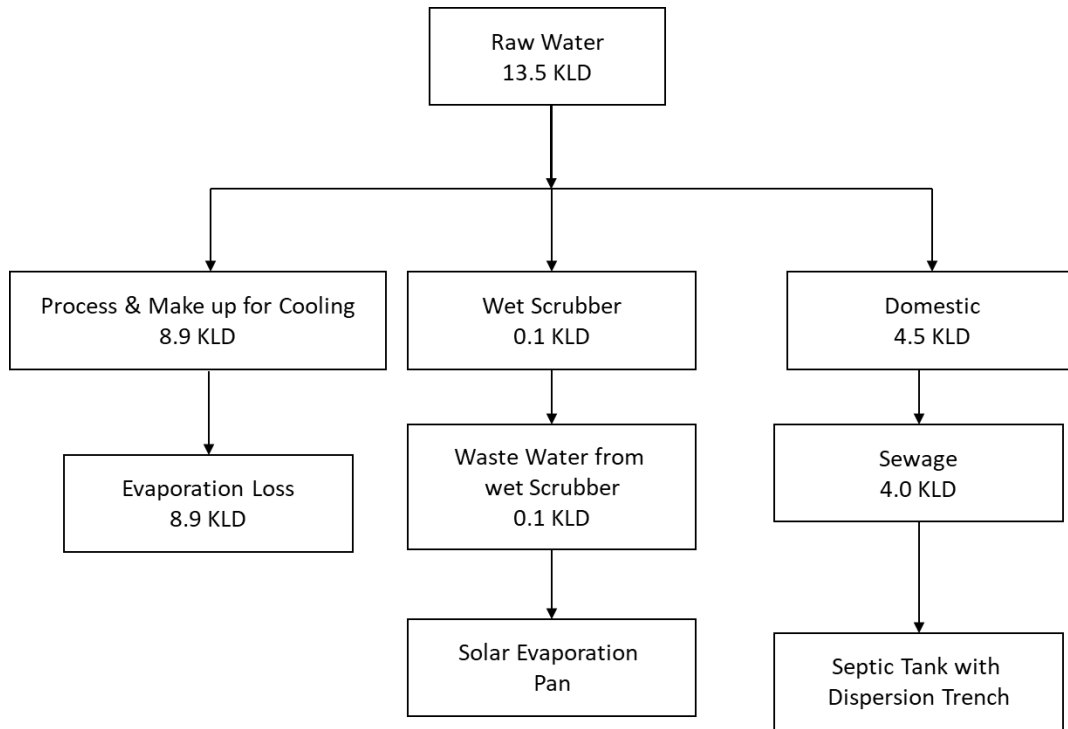 Raw Water
13.5 KLD
Process & Make up for Cooling
8.9 KLD
Wet Scrubber
0.1 KLD
Domestic
4.5 KLD
Evaporation Loss
8.9 KLD
Waste Water from
wet Scrubber
0.1 KLD
Sewage
4.0 KLD
Solar Evaporation
Pan
Septic Tank with
Dispersion Trench